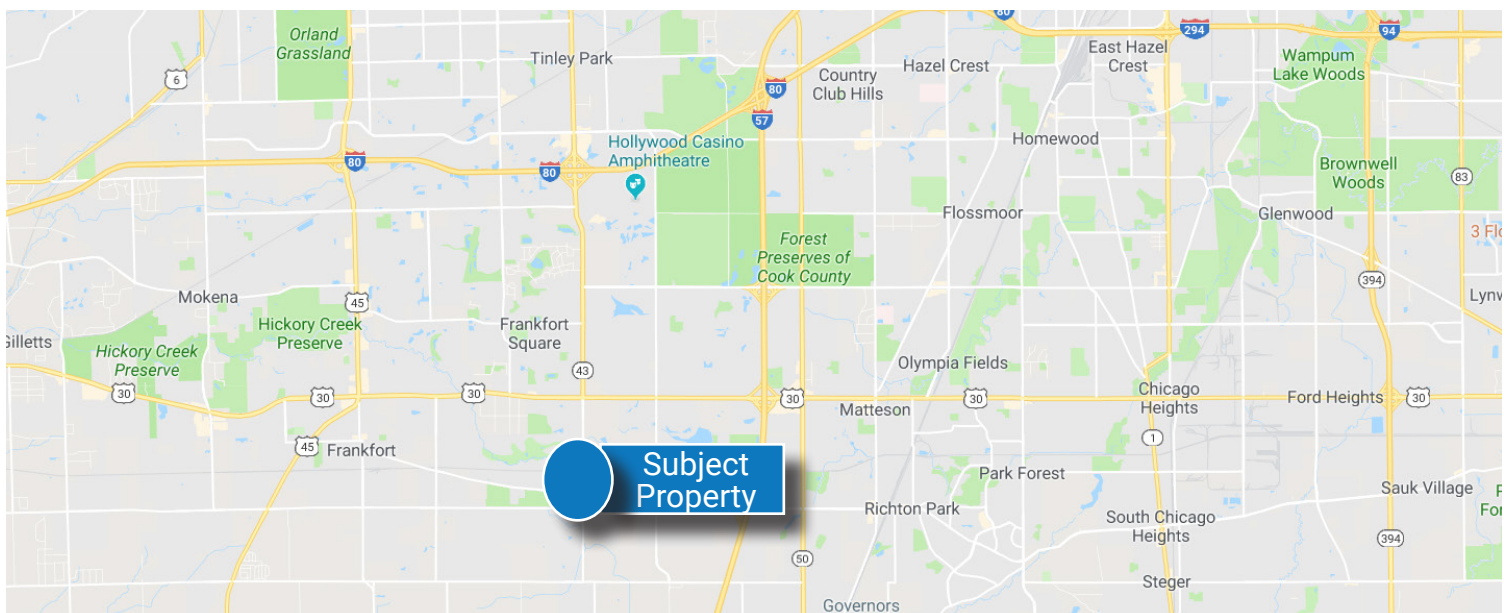 80
294
94
Orland
Grassland
Tinley Park
Hazel Crest
East Hazel
Crest
Wampum
Lake Woods
6
Country
Club Hills
80
57
Homewood
Hollywood Casino
Amphitheatre
80
80
Brownwell
Woods
83
Flossmoor
Glenwood
3 Flo
Forest
Preserves of
Cook County
394
Mokena
45
Lynw
Hickory Creek
Preserve
Frankfort
Square
Gilletts
Hickory Creek
Preserve
43
Olympia Fields
30
30
30
30
30
30
Chicago
Heights
Ford Heights
Matteson
1
45
Frankfort
Subject
Property
Park Forest
Sauk Village
Richton Park
South Chicago
Heights
For
394
50
Steger
Governors